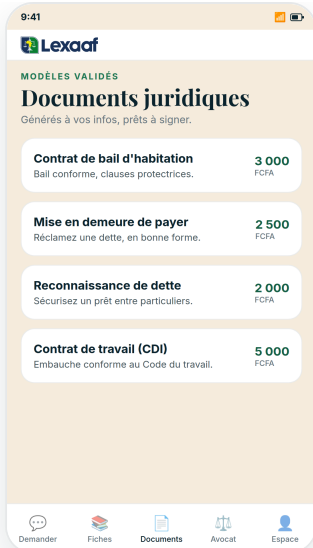 9:41
Lexaaf
MODÈLES VALIDÉS
Documents juridiques
Générés à vos infos, prêts à signer.
Contrat de bail d'habitation
3 000
Bail conforme, clauses protectrices.
FCFA
Mise en demeure de payer
2 500
Réclamez une dette, en bonne forme.
FCFA
Reconnaissance de dette
2 000
Sécurisez un prêt entre particuliers.
FCFA
Contrat de travail (CDI)
5 000
Embauche conforme au Code du travail.
FCFA
Demander Fiches Documents Avocat Espace